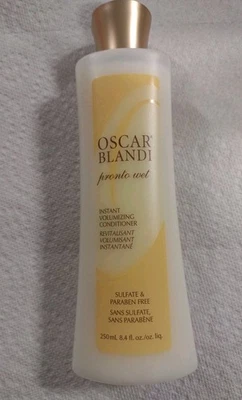 OSCAR®
BLANDI
pronto wet
INSTANT
VOLUMIZING
CONDITIONER
REVITALISANT
VOLUMISANT
INSTANTANÉ
SULFATE &
PARABEN FREE
SANS SULFATE,
SANS PARABÈNE
250mL 8.4 fl. oz./oz. liq.